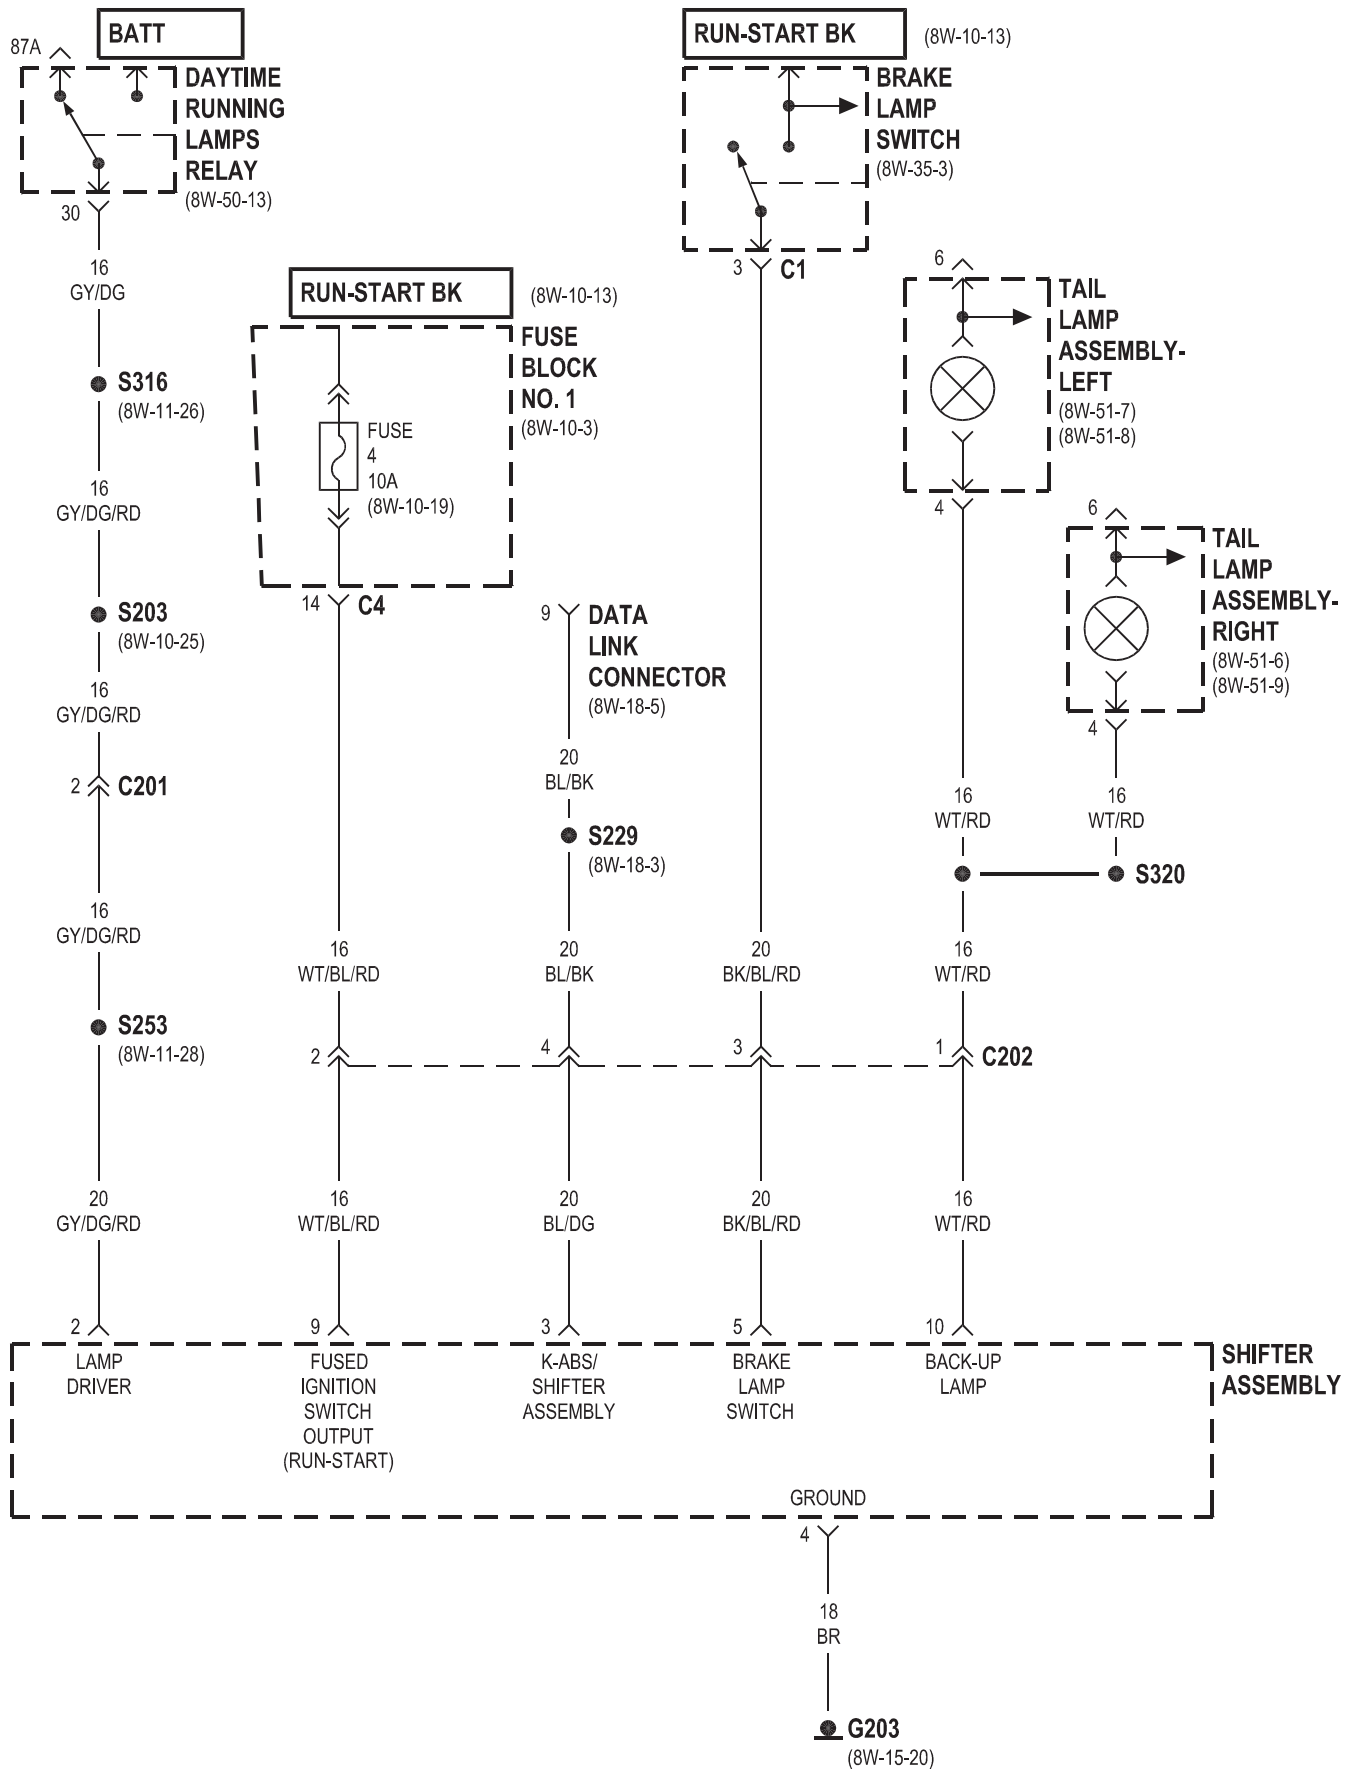 BATT
87A
DAYTIME
RUNNING
LAMPS
RELAY
(8W-50-13)
30
16
GY/DG
S316
(8W-11-26)
16
GY/DG/RD
S203
(8W-10-25)
16
GY/DG/RD
2 C201
16
GY/DG/RD
S253
(8W-11-28)
20
GY/DG/RD
2
RUN-START BK (8W-10-13)
FUSE
BLOCK
NO. 1
(8W-10-3)
FUSE
4
10A
(8W-10-19)
14 C4
16
WT/BL/RD
2
16
WT/BL/RD
9
9 DATA
LINK
CONNECTOR
(8W-18-5)
20
BL/BK
S229
(8W-18-3)
20
BL/BK
4
20
BL/DG
3
RUN-START BK (8W-10-13)
BRAKE
LAMP
SWITCH
(8W-35-3)
3 C1
20
BK/BL/RD
3
20
BK/BL/RD
5
6
TAIL
LAMP
ASSEMBLY-
LEFT
(8W-51-7)
(8W-51-8)
4
16
WT/RD
6
TAIL
LAMP
ASSEMBLY-
RIGHT
(8W-51-6)
(8W-51-9)
4
16
WT/RD
S320
16
WT/RD
1 C202
16
WT/RD
10
SHIFTER
ASSEMBLY
LAMP
DRIVER
FUSED
IGNITION
SWITCH
OUTPUT
(RUN-START)
K-ABS/
SHIFTER
ASSEMBLY
BRAKE
LAMP
SWITCH
BACK-UP
LAMP
GROUND
4
18
BR
G203
(8W-15-20)